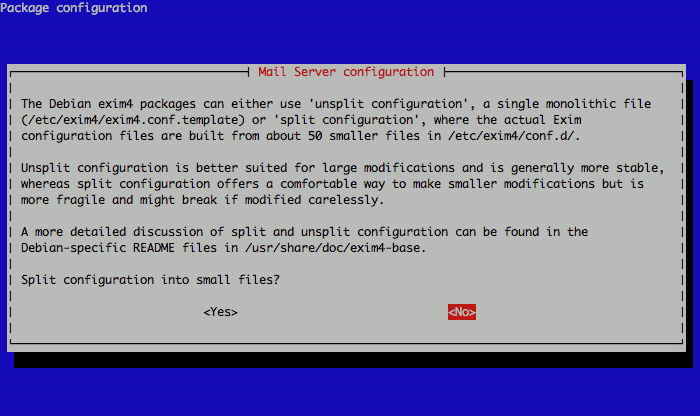 Package configuration
Mail Server configuration
The Debian exim4 packages can either use 'unsplit configuration', a single monolithic file
(/etc/exim4/exim4.conf.template) or 'split configuration', where the actual Exim
configuration files are built from about 50 smaller files in /etc/exim4/conf.d/.
Unsplit configuration is better suited for large modifications and is generally more stable,
whereas split configuration offers a comfortable way to make smaller modifications but is
more fragile and might break if modified carelessly.
A more detailed discussion of split and unsplit configuration can be found in the
Debian-specific README files in /usr/share/doc/exim4-base.
Split configuration into small files?
<Yes> <No>